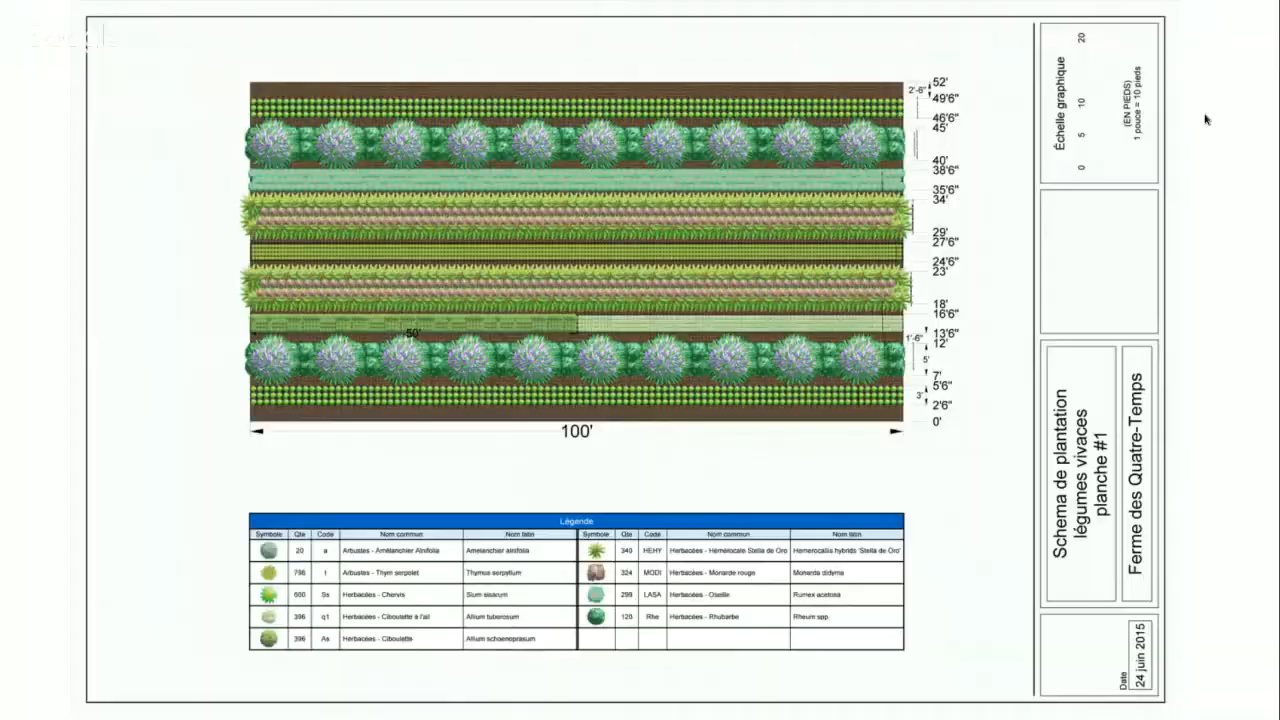 52'
2'-6"
49'6"
46'6"
45'
40'
38'6"
35'6"
34'
29'
27'6"
24'6"
23'
18'
16'6"
50'
13'6"
1'-6"
12'
5'
7'
5'6"
3'
2'6"
0'
100'
Légende
Symbole Qte Code Nom commun Nom latin Symbole Qte Code Nom commun Nom latin
20 a Arbustes - Amélanchier Alnifolia Amelanchier alnifolia 340 HEHY Herbacées - Hémérocale Stella de Oro Hemerocallis hybrids 'Stella de Oro'
796 t Arbustes - Thym serpolet Thymus serpyllum 324 MODI Herbacées - Monarde rouge Monarda didyma
600 Ss Herbacées - Chervis Sium sisarum 299 LASA Herbacées - Oiseille Rumex acetosa
396 q1 Herbacées - Ciboulette à l'ail Allium tuberosum 120 Rhe Herbacées - Rhubarbe Rheum spp.
396 As Herbacées - Ciboulette Allium schoenoprasum
Échelle graphique
0 5 10 20
(EN PIEDS)
1 pouce = 10 pieds
Schema de plantation
légumes vivaces
planche #1
Ferme des Quatre-Temps
Date
24 juin 2015